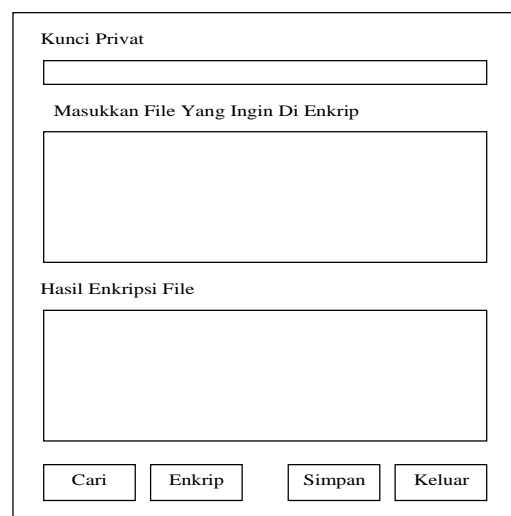 Kunci Privat
Masukkan File Yang Ingin Di Enkrip
Hasil Enkripsi File
Cari Enkrip Simpan Keluar